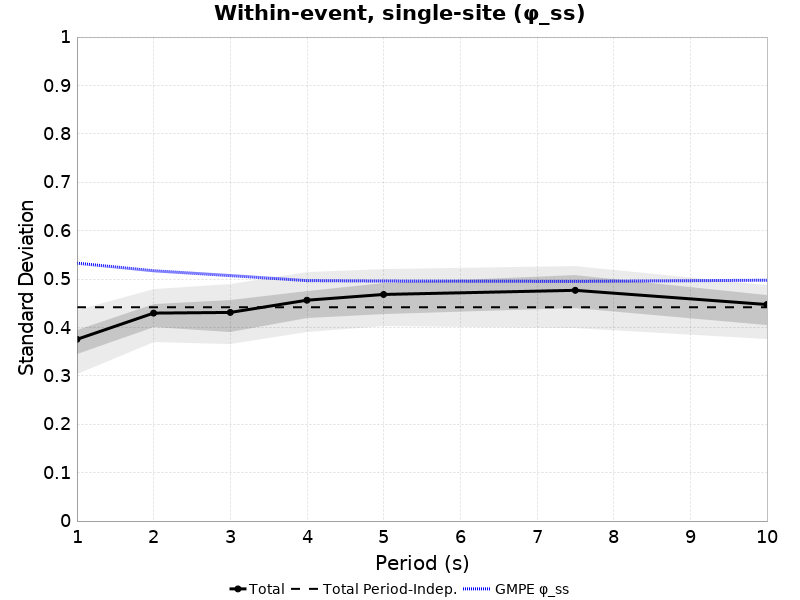 Within-event, single-site (φ_ss)
Standard Deviation
1
0.9
0.8
0.7
0.6
0.5
0.4
0.3
0.2
0.1
0
1 2 3 4 5 6 7 8 9 10
Period (s)
Total Total Period-Indep. GMPE φ_ss